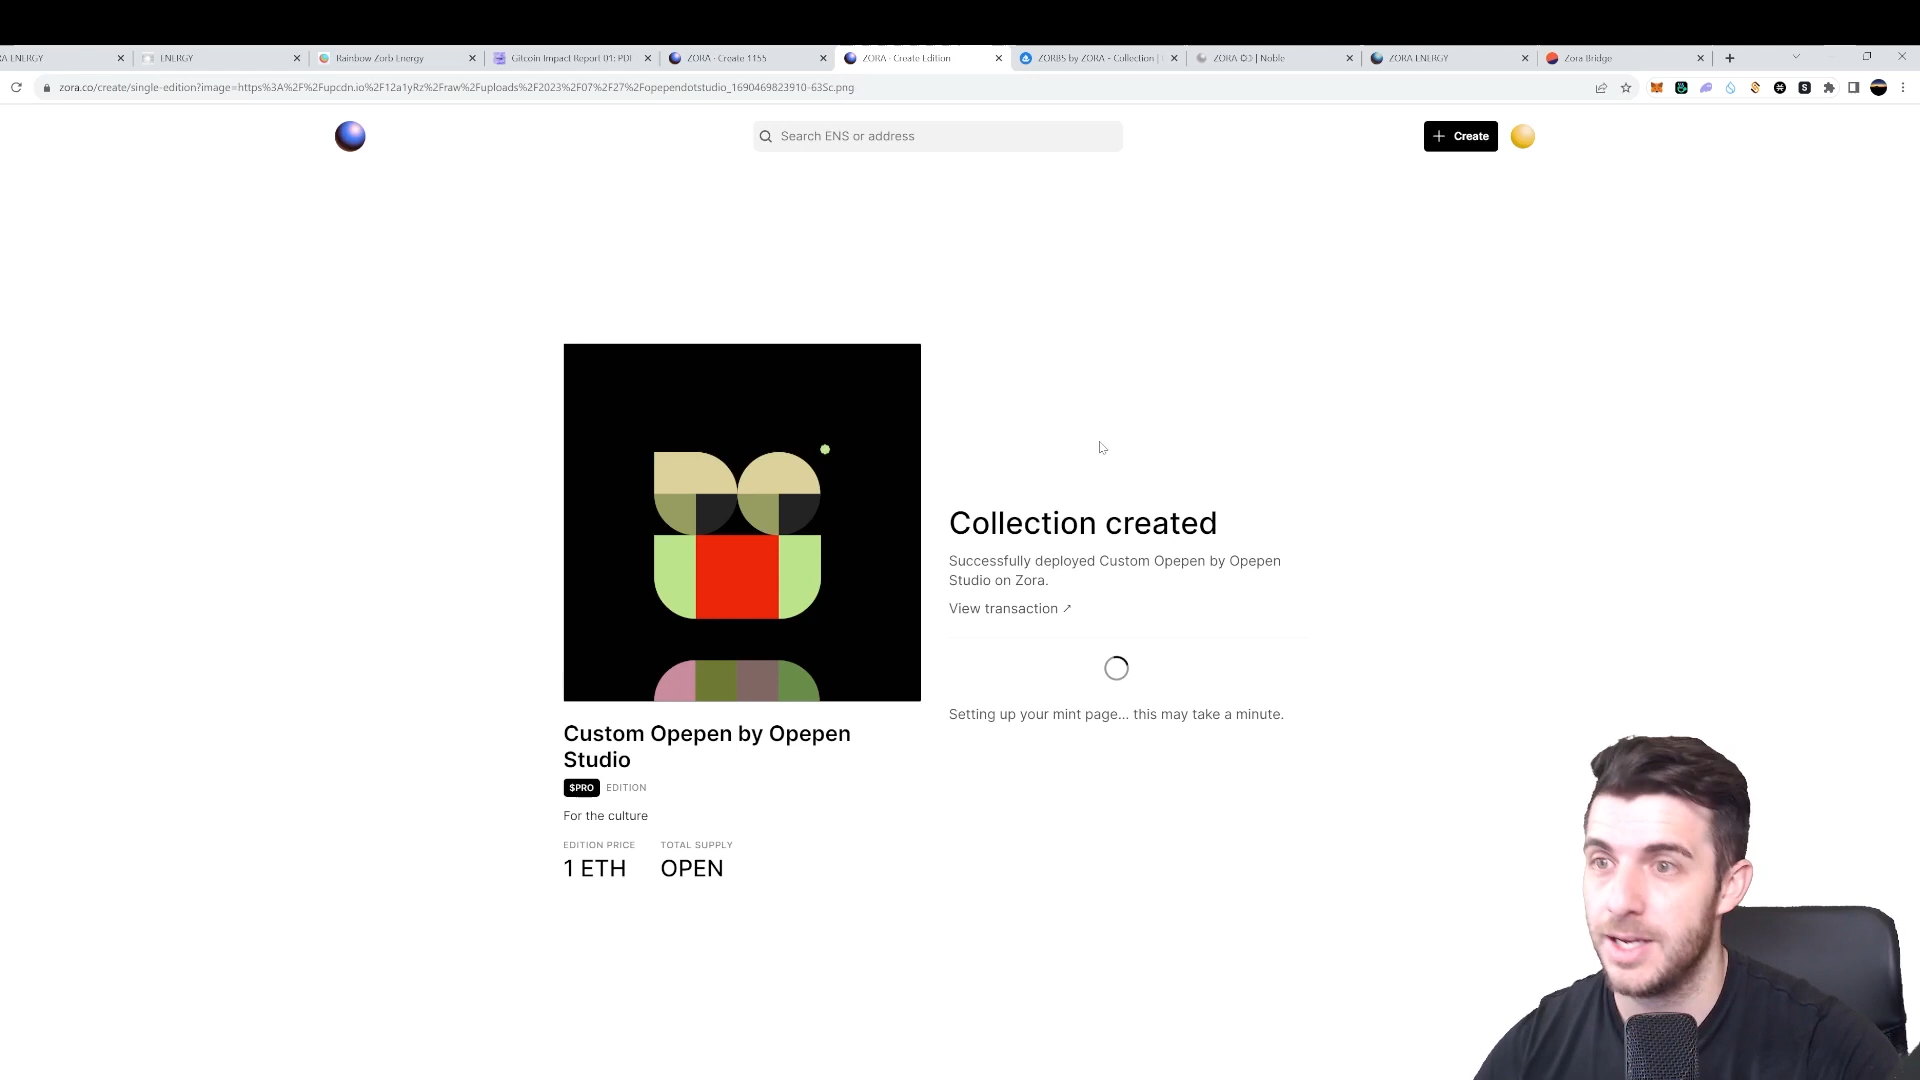 A ENERGY
ENERGY
Rainbow Zorb Energy
Gitcoin Impact Report 01: PDF
ZORA · Create 1155
ZORA · Create Edition
ZORBS by ZORA - Collection |
ZORA | Noble
ZORA ENERGY
Zora Bridge
zora.co/create/single-edition?image=https%3A%2F%2Fupcdn.io%2F12a1yRz%2Fraw%2Fuploads%2F2023%2F07%2F27%2Fopependotstudio_1690469823910-63Sc.png
Search ENS or address
Create
Collection created
Successfully deployed Custom Opepen by Opepen
Studio on Zora.
View transaction ↗
Setting up your mint page... this may take a minute.
Custom Opepen by Opepen
Studio
$PRO EDITION
For the culture
EDITION PRICE TOTAL SUPPLY
1 ETH OPEN